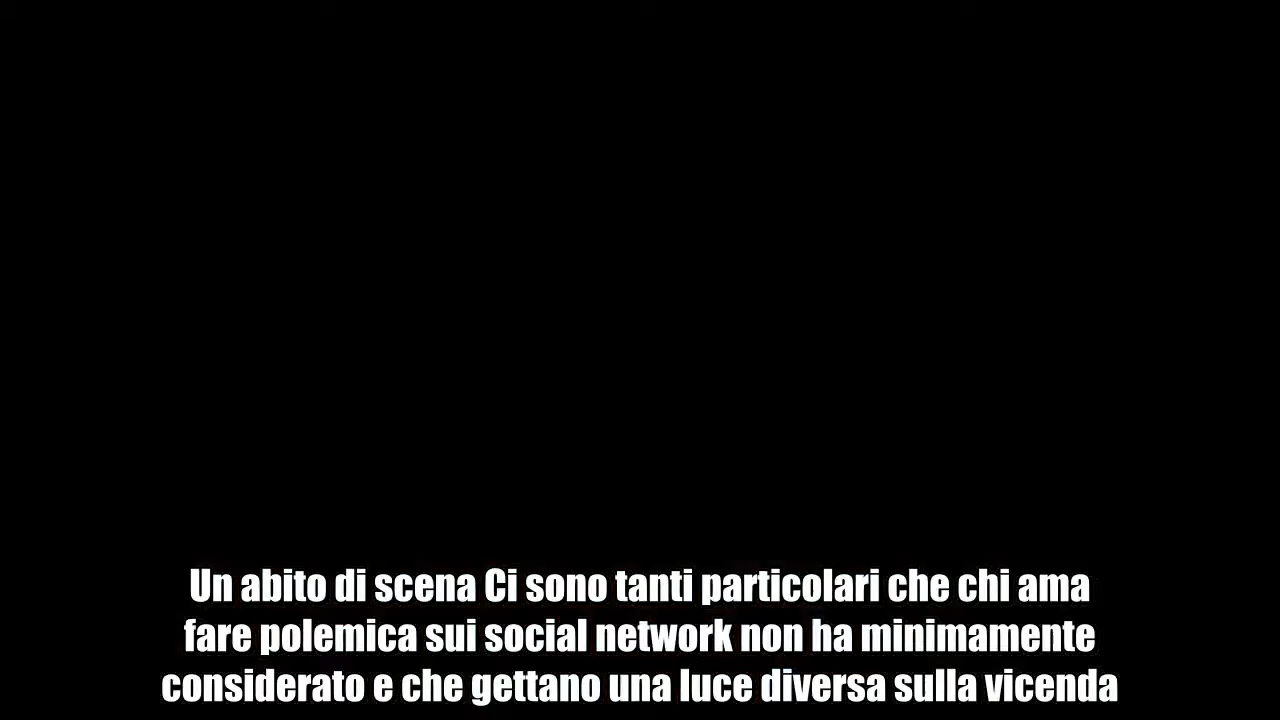 Un abito di scena Ci sono tanti particolari che chi ama
fare polemica sui social network non ha minimamente
considerato e che gettano una luce diversa sulla vicenda